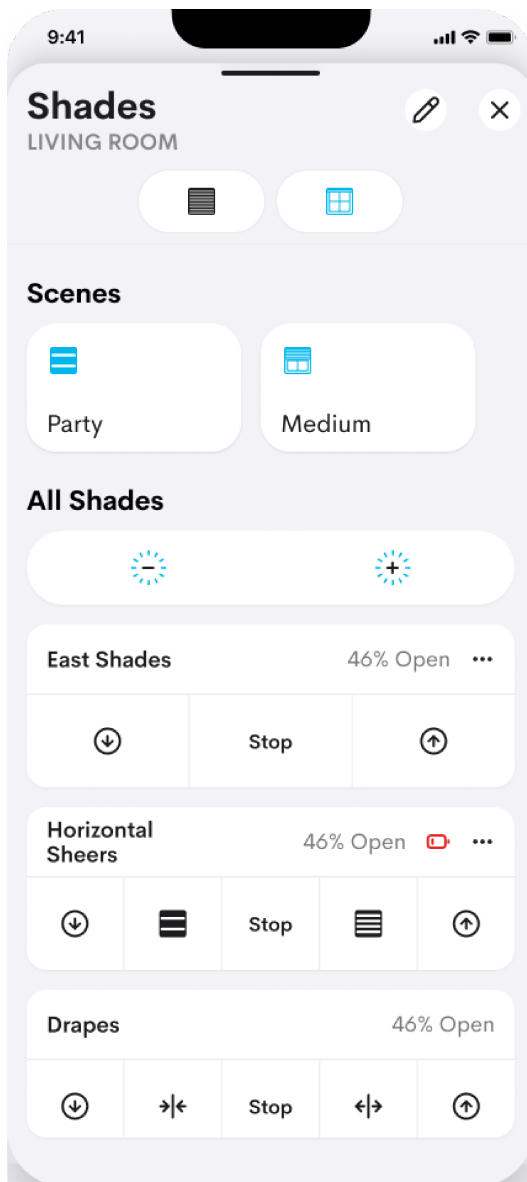 9:41
Shades
LIVING ROOM
Scenes
Party
Medium
All Shades
East Shades 46% Open
Stop
Horizontal
Sheers
46% Open
Stop
Drapes 46% Open
Stop